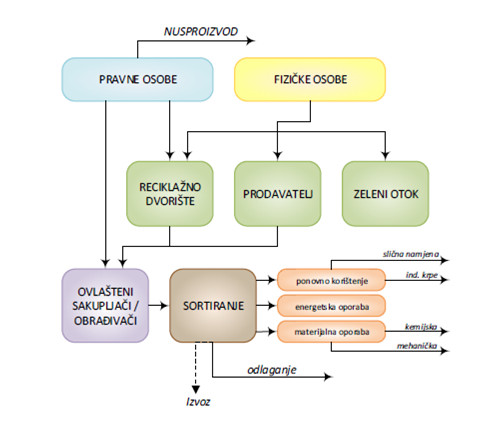 NUSPROIZVOD
PRAVNE OSOBE
FIZIČKE OSOBE
RECIKLAŽNO
DVORIŠTE
PRODAVATELJ
ZELENI OTOK
OVLAŠTENI
SAKUPLJAČI /
OBRAĐIVAČI
SORTIRANJE
ponovno korištenje
energetska oporaba
materijalna oporaba
slična namjena
ind. krpe
kemijska
mehanička
odlaganje
Izvoz